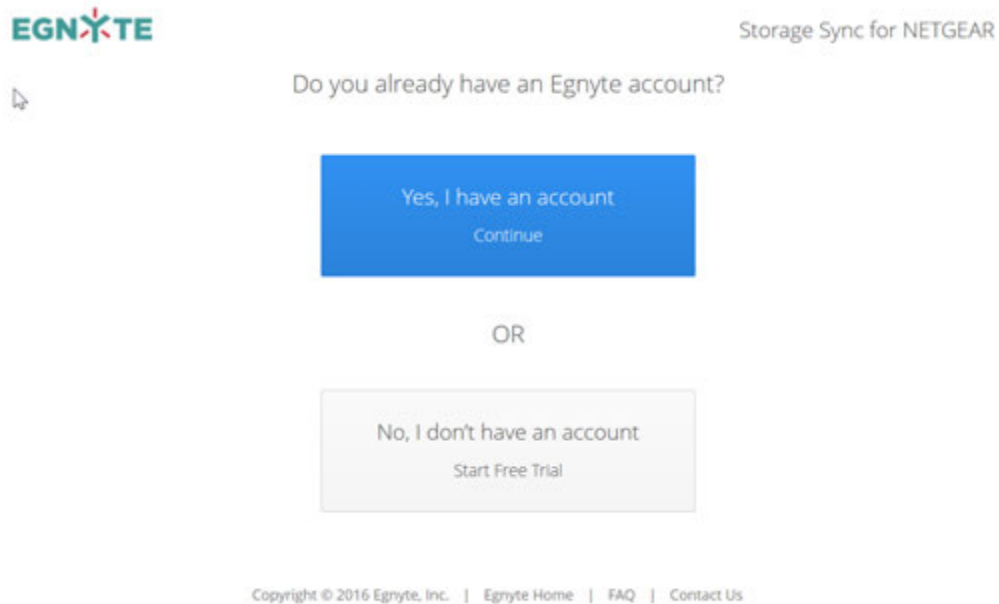 EGNYTE
Storage Sync for NETGEAR
Do you already have an Egnyte account?
Yes, I have an account
Continue
OR
No, I don't have an account
Start Free Trial
Copyright © 2016 Egnyte, Inc. | Egnyte Home | FAQ | Contact Us